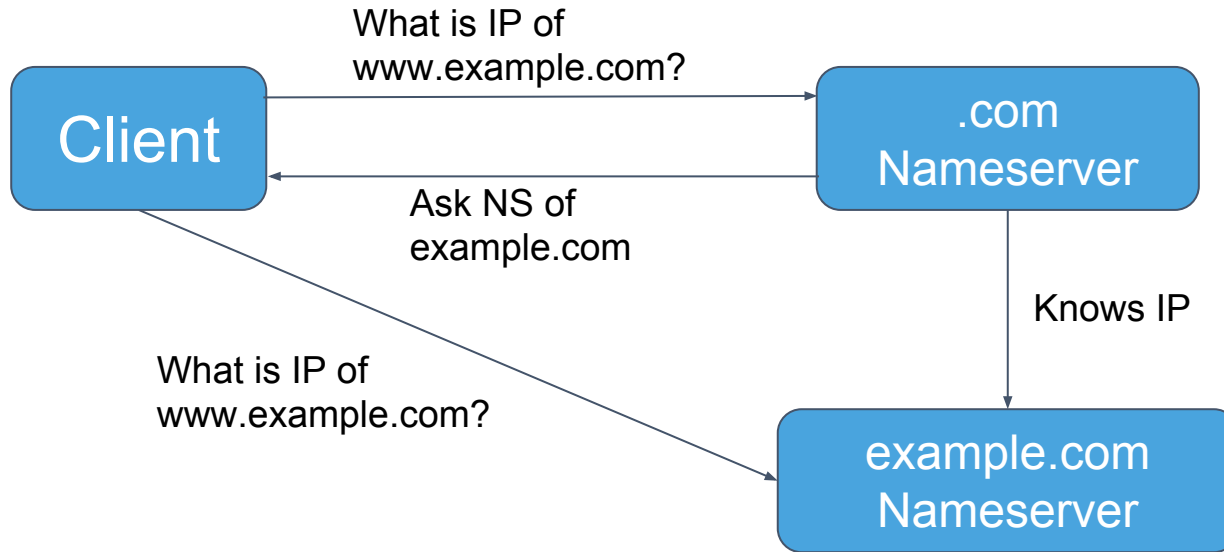 What is IP of
www.example.com?
Client
.com
Nameserver
Ask NS of
example.com
Knows IP
What is IP of
www.example.com?
example.com
Nameserver